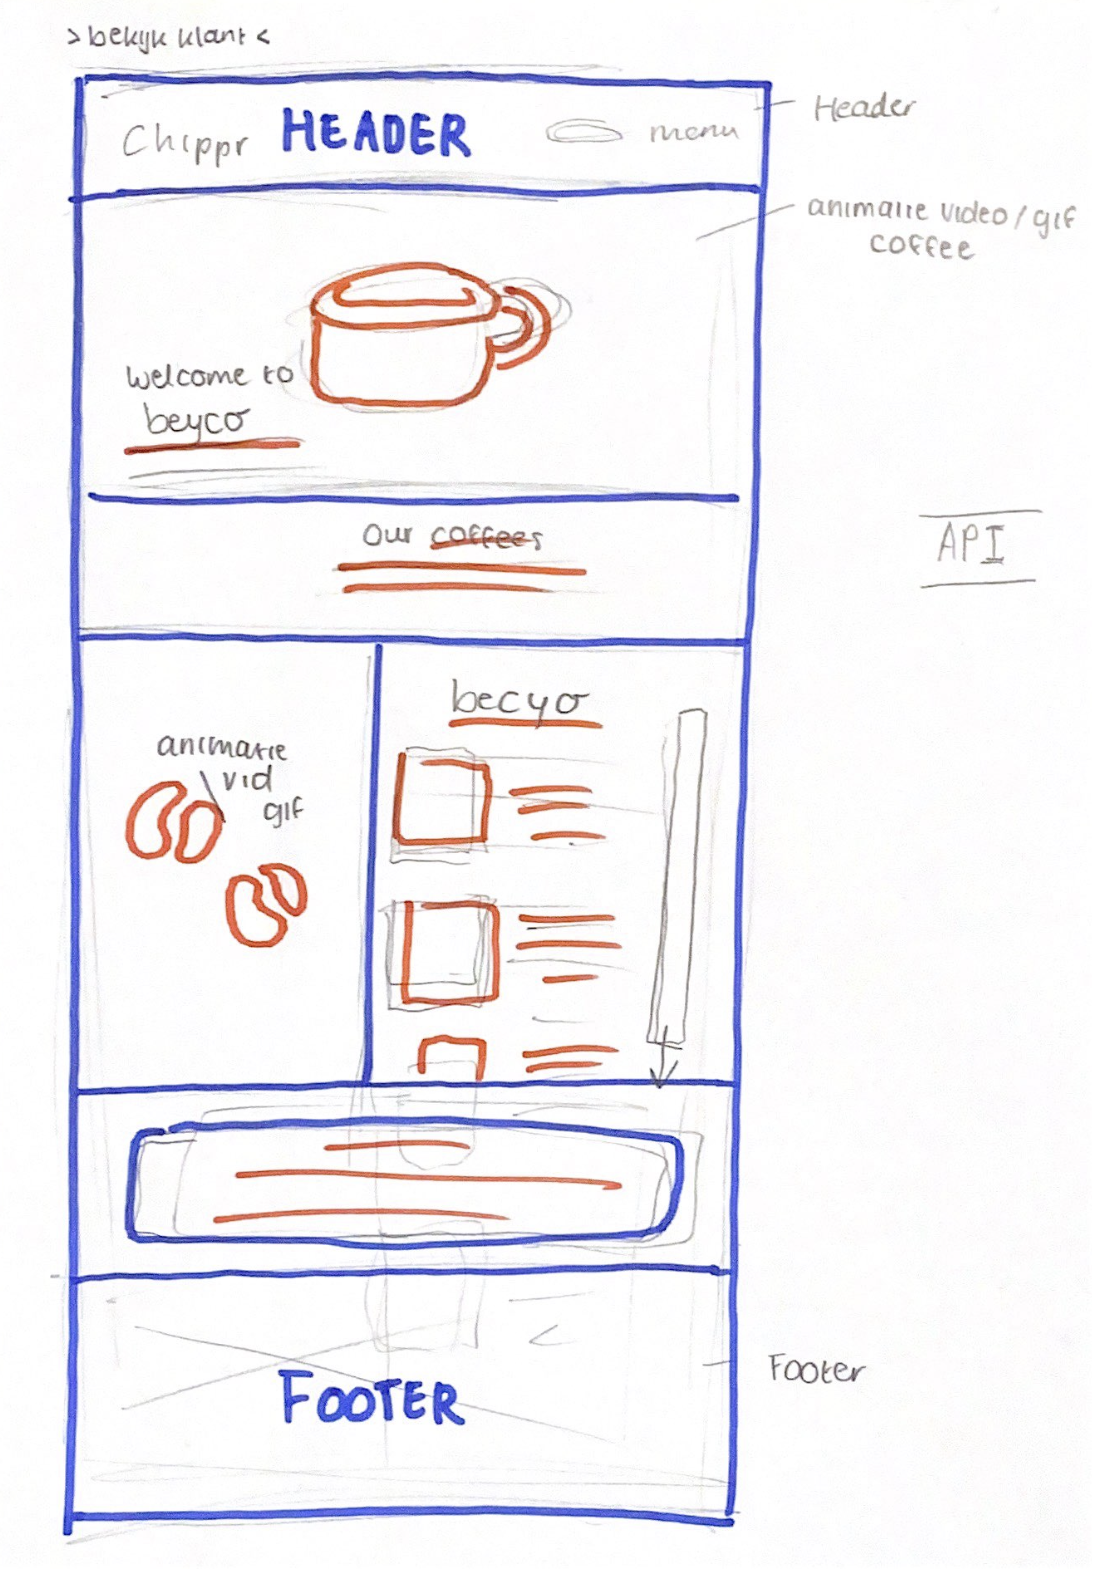 > bekijk klant <
Chippr HEADER menu
Header
animatie video / gif
coffee
welcome to
beyco
Our coffees
API
becyo
animatie
vid
gif
FOOTER
Footer